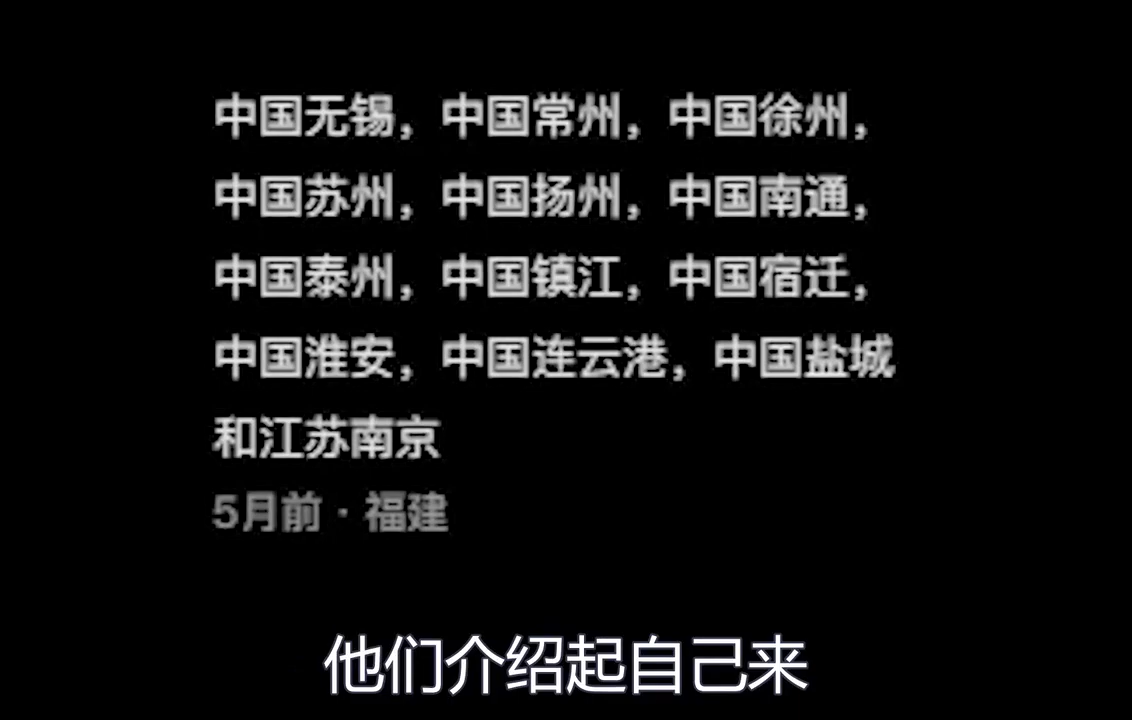 中国无锡，中国常州，中国徐州，
中国苏州，中国扬州，中国南通，
中国泰州，中国镇江，中国宿迁，
中国淮安，中国连云港，中国盐城
和江苏南京
5月前 · 福建
他们介绍起自己来